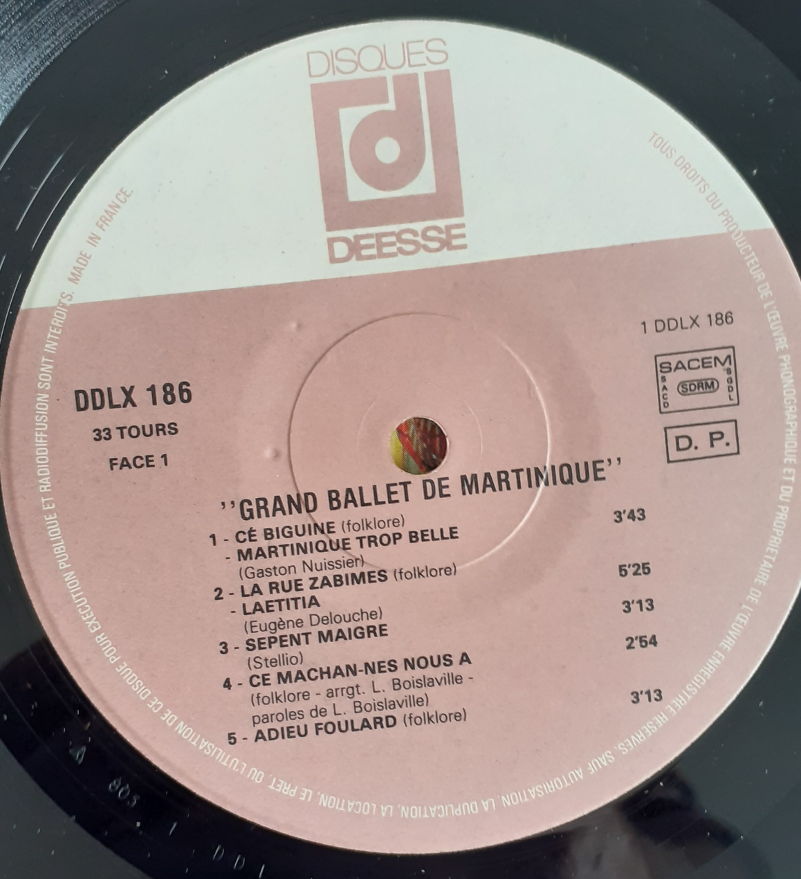 DISQUES
d
DEESSE
1 DDLX 186
DDLX 186
33 TOURS
FACE 1
SACEM
SACD
SDRM
SGDL
D. P.
''GRAND BALLET DE MARTINIQUE''
1 - CÉ BIGUINE (folklore) 3'43
- MARTINIQUE TROP BELLE
(Gaston Nuissier)
2 - LA RUE ZABIMES (folklore) 5'25
- LAETITIA
(Eugène Delouche)
3 - SEPENT MAIGRE 3'13
(Stellio)
4 - CE MACHAN-NES NOUS A 2'54
(folklore - arrgt. L. Boislaville -
paroles de L. Boislaville)
5 - ADIEU FOULARD (folklore) 3'13
TOUS DROITS DU PRODUCTEUR DE L'ŒUVRE PHONOGRAPHIQUE ET DU PROPRIETAIRE DE L'ŒUVRE ENREGISTREE RESERVES. SAUF AUTORISATION, LA DUPLICATION, LA LOCATION, LE PRET, OU L'UTILISATION DE CE DISQUE POUR EXECUTION PUBLIQUE ET RADIODIFFUSION SONT INTERDITS. MADE IN FRANCE.